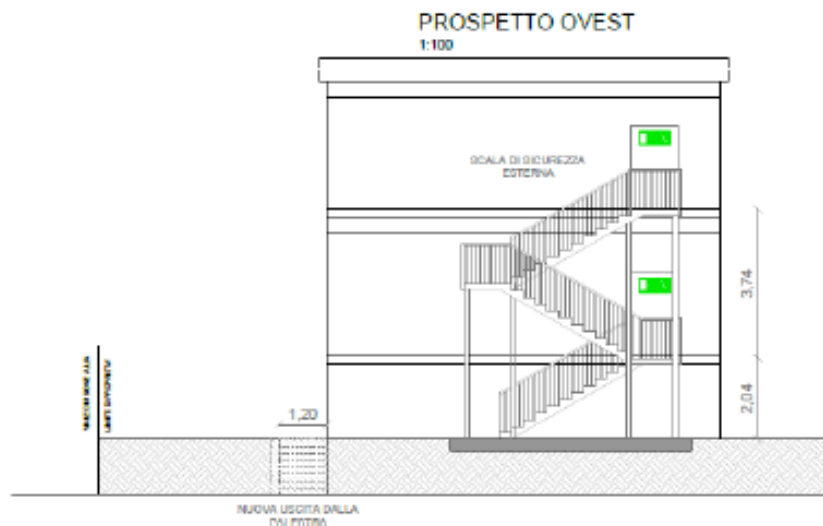 PROSPETTO OVEST
1:100
SCALA DI SICUREZZA
ESTERNA
3,74
2,04
1,20
NUOVA USCITA DALLA
PALESTRA